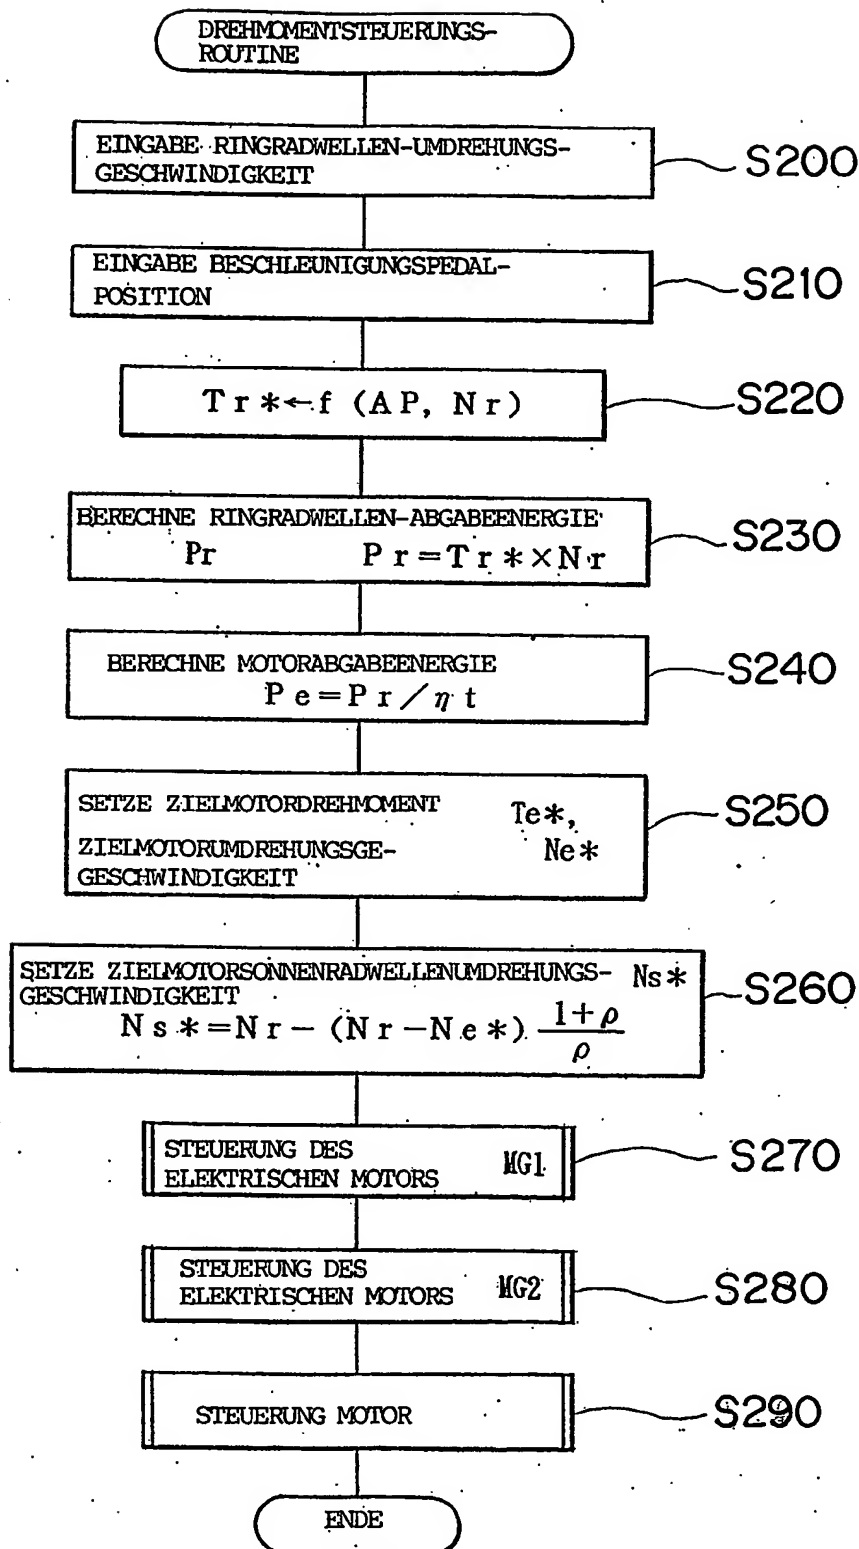 DREHMOMENTSTEUERUNGS-
ROUTINE
EINGABE RINGRADWELLEN-UMDREHUNGS-
GESCHWINDIGKEIT
S200
EINGABE BESCHLEUNIGUNGSPEDAL-
POSITION
S210
Tr*←f (AP, Nr)
S220
BERECHNE RINGRADWELLEN-ABGABEENERGIE
Pr Pr=Tr*×Nr
S230
BERECHNE MOTORABGABEENERGIE
Pe=Pr/ηt
S240
SETZE ZIELMOTORDREHMOMENT Te*,
ZIELMOTORUMDREHUNGSGE- Ne*
GESCHWINDIGKEIT
S250
SETZE ZIELMOTORSONNENRADWELLENUMDREHUNGS- Ns*
GESCHWINDIGKEIT
Ns*=Nr-(Nr-Ne*) (1+ρ)/ρ
S260
STEUERUNG DES
ELEKTRISCHEN MOTORS MG1
S270
STEUERUNG DES
ELEKTRISCHEN MOTORS MG2
S280
STEUERUNG MOTOR
S290
ENDE